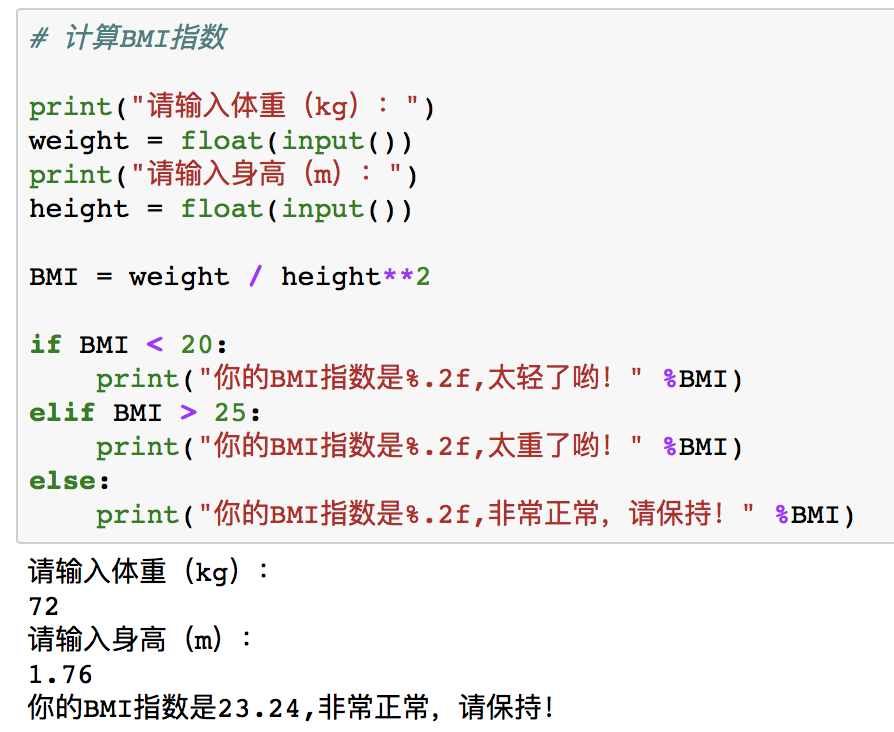 # 计算BMI指数
print("请输入体重（kg）：")
weight = float(input())
print("请输入身高（m）：")
height = float(input())
BMI = weight / height**2
if BMI < 20:
    print("你的BMI指数是%.2f,太轻了哟！" %BMI)
elif BMI > 25:
    print("你的BMI指数是%.2f,太重了哟！" %BMI)
else:
    print("你的BMI指数是%.2f,非常正常，请保持！" %BMI)
请输入体重（kg）：
72
请输入身高（m）：
1.76
你的BMI指数是23.24,非常正常，请保持！